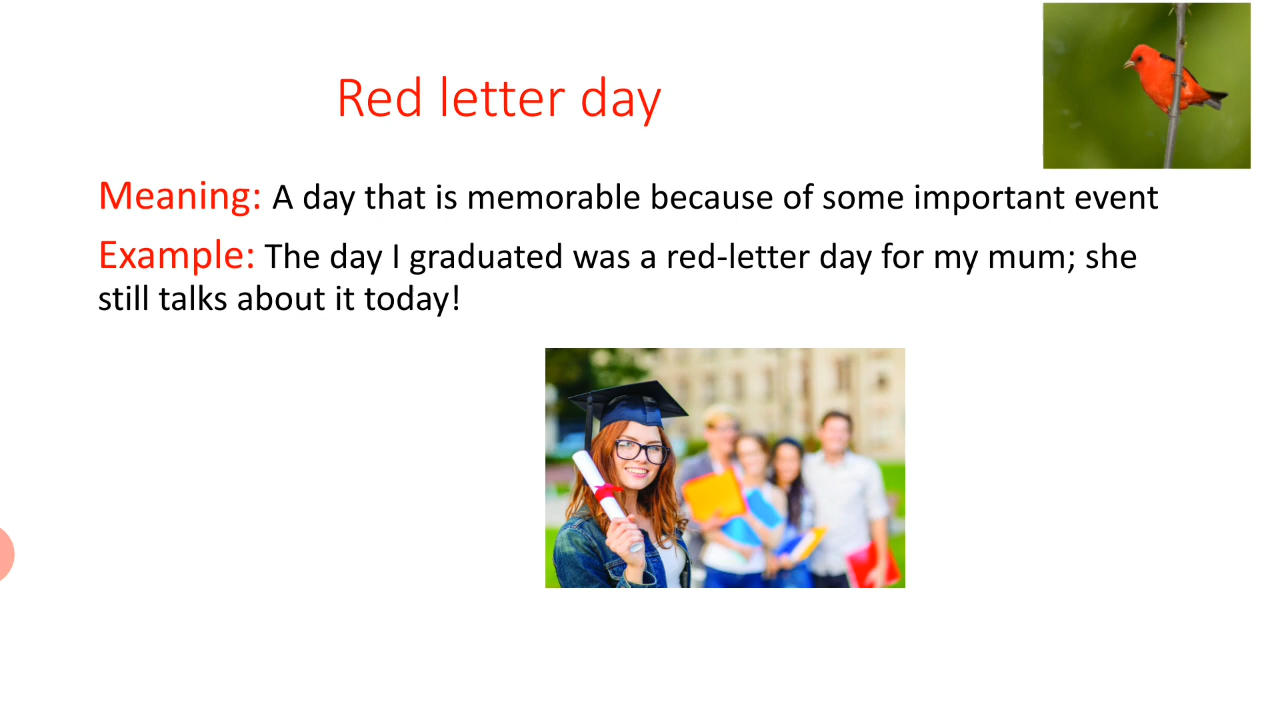 Red letter day
Meaning: A day that is memorable because of some important event
Example: The day I graduated was a red-letter day for my mum; she
still talks about it today!